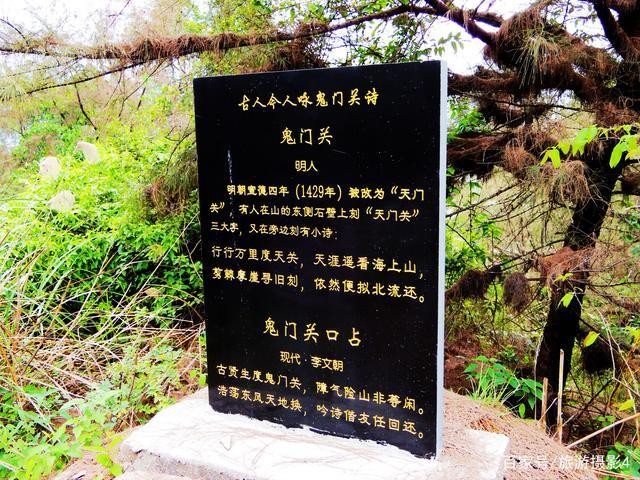 古人今人咏鬼门关诗
鬼门关
明人
明朝宣德四年（1429年）被改为“天门
关”，有人在山的东侧石壁上刻“天门关”
三大字，又在旁边刻有小诗：
行行万里度天关，天涯遥看海上山，
剪棘摩崖寻旧刻，依然便拟北流还。
鬼门关口占
现代·李文朝
古贤生度鬼门关，瘴气险山非等闲。
浩荡东风天地换，吟诗偕友任回还。
百家号/旅游摄影4